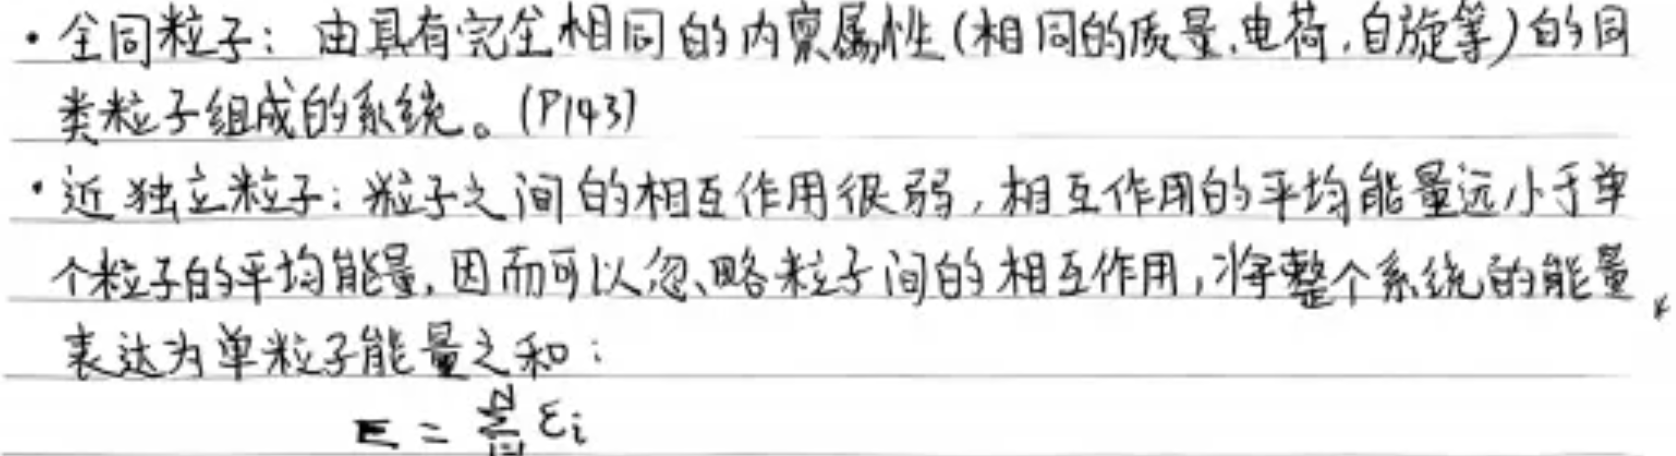 · 全同粒子：由具有完全相同的内禀属性(相同的质量、电荷、自旋等)的同
类粒子组成的系统。(P143)
· 近独立粒子：粒子之间的相互作用很弱，相互作用的平均能量远小于单
个粒子的平均能量，因而可以忽略粒子间的相互作用，将整个系统的能量
表达为单粒子能量之和：
E = \sum_{i=1}^{N} ε_i